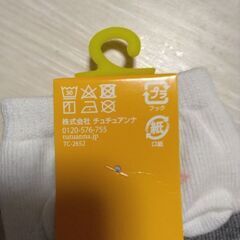 プラ
フック
紙
口紙
株式会社 チュチュアンナ
0120-576-755
tutuanna.jp
TC-2652